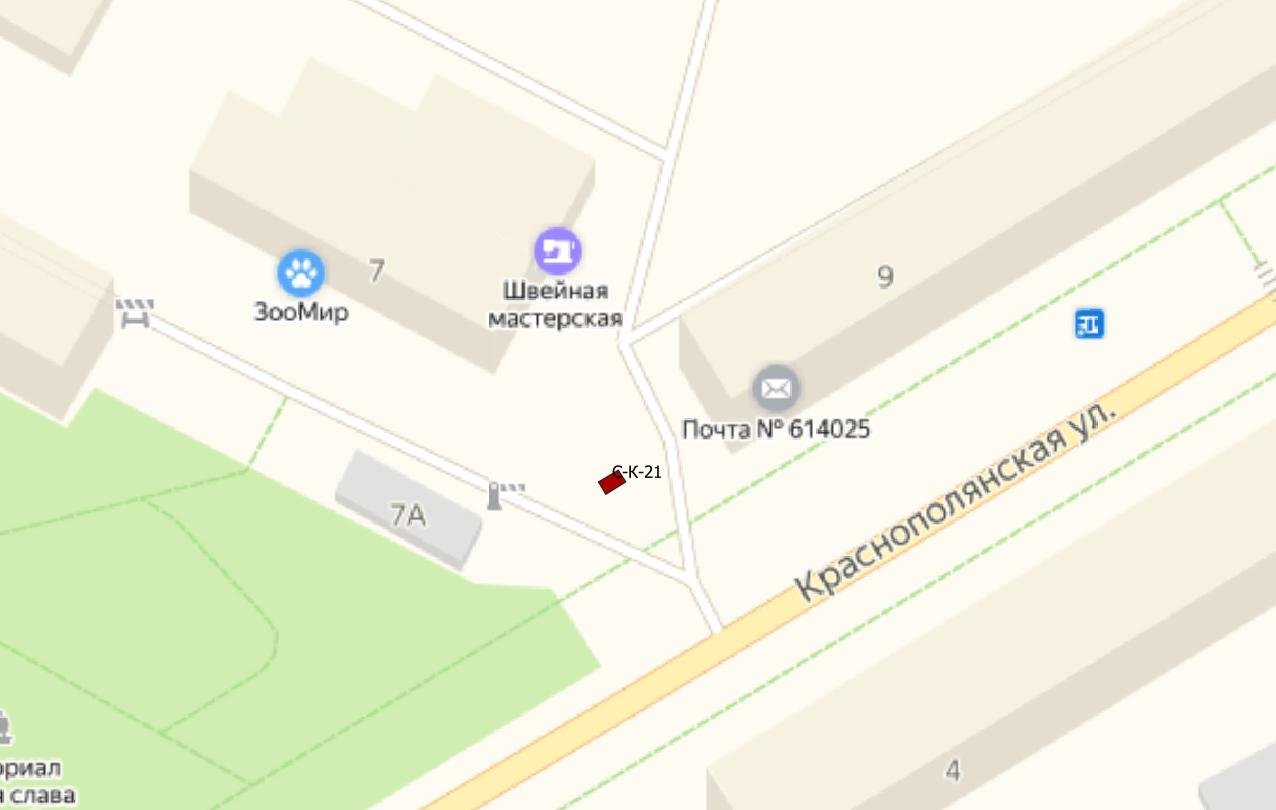 7
ЗооМир
Швейная
мастерская
9
Почта № 614025
С-К-21
7А
Краснополянская ул.
4
слава